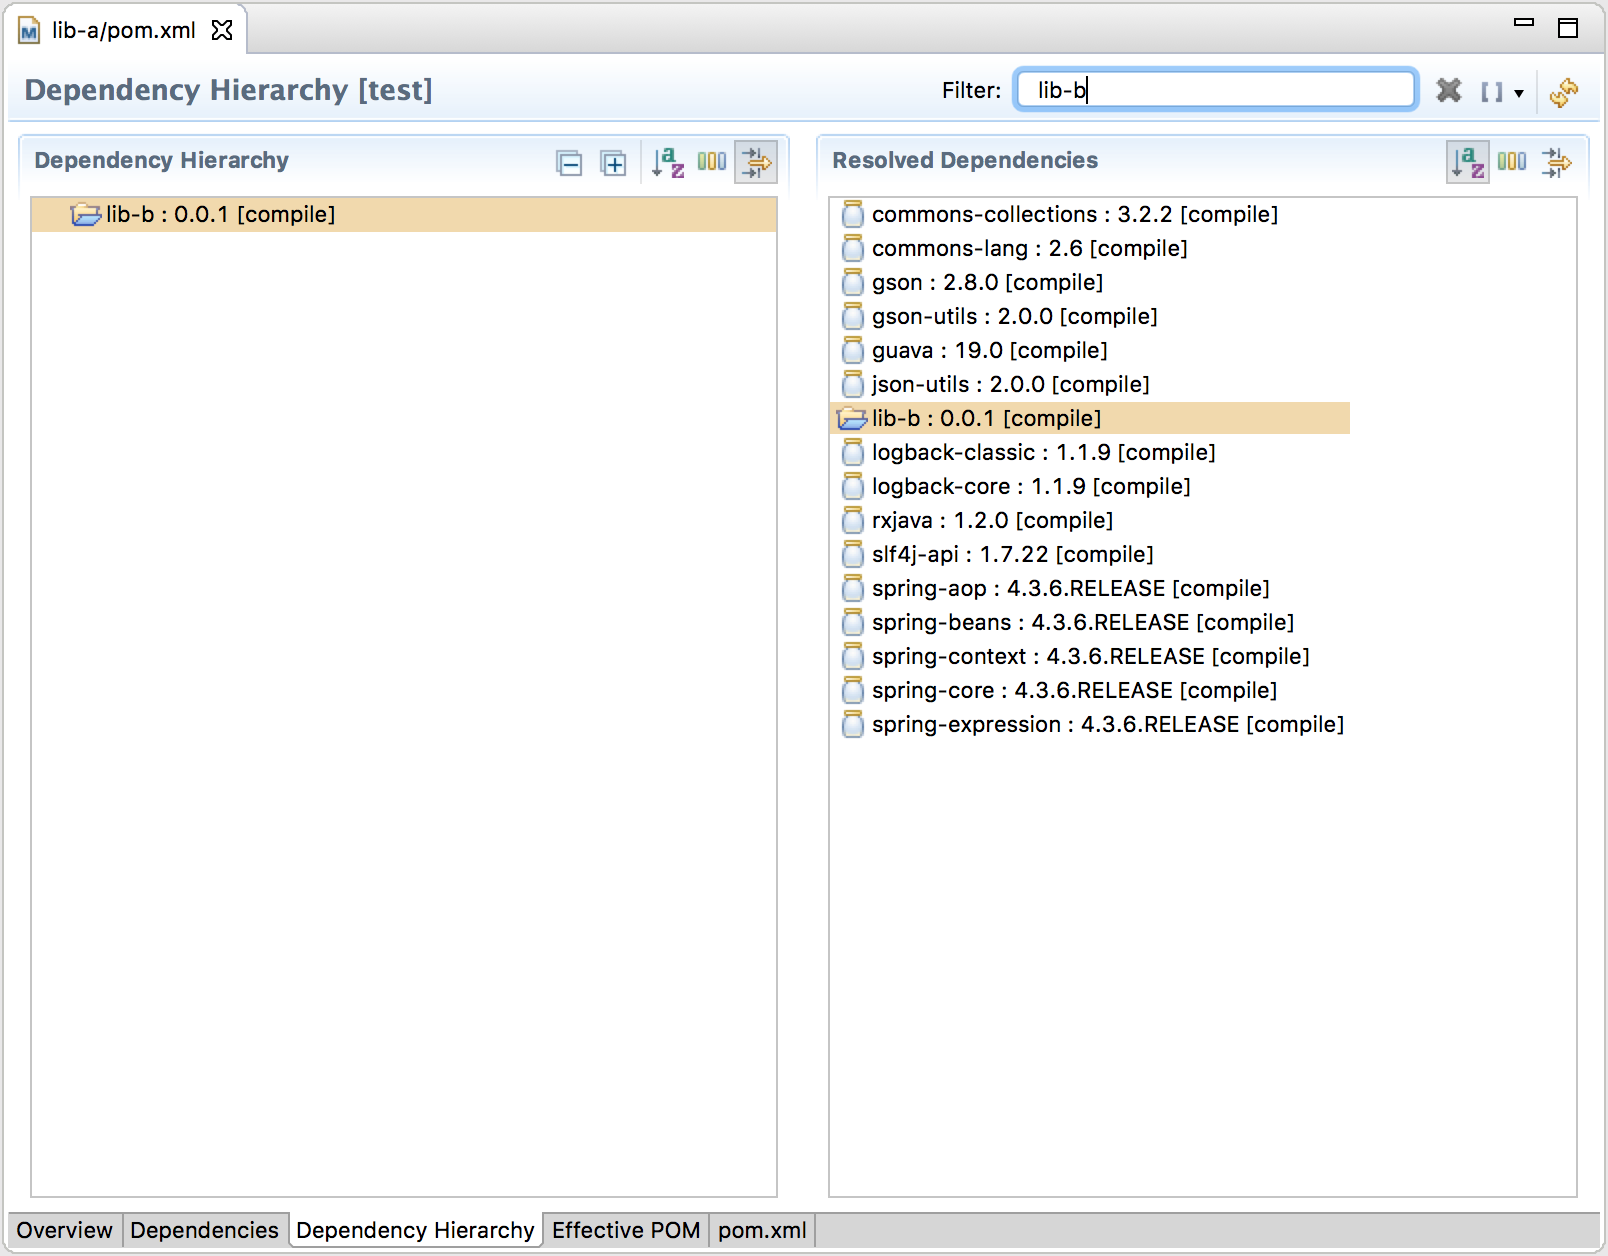 lib-a/pom.xml
Dependency Hierarchy [test]
Filter: lib-b
Dependency Hierarchy
lib-b : 0.0.1 [compile]
Resolved Dependencies
commons-collections : 3.2.2 [compile]
commons-lang : 2.6 [compile]
gson : 2.8.0 [compile]
gson-utils : 2.0.0 [compile]
guava : 19.0 [compile]
json-utils : 2.0.0 [compile]
lib-b : 0.0.1 [compile]
logback-classic : 1.1.9 [compile]
logback-core : 1.1.9 [compile]
rxjava : 1.2.0 [compile]
slf4j-api : 1.7.22 [compile]
spring-aop : 4.3.6.RELEASE [compile]
spring-beans : 4.3.6.RELEASE [compile]
spring-context : 4.3.6.RELEASE [compile]
spring-core : 4.3.6.RELEASE [compile]
spring-expression : 4.3.6.RELEASE [compile]
Overview Dependencies Dependency Hierarchy Effective POM pom.xml